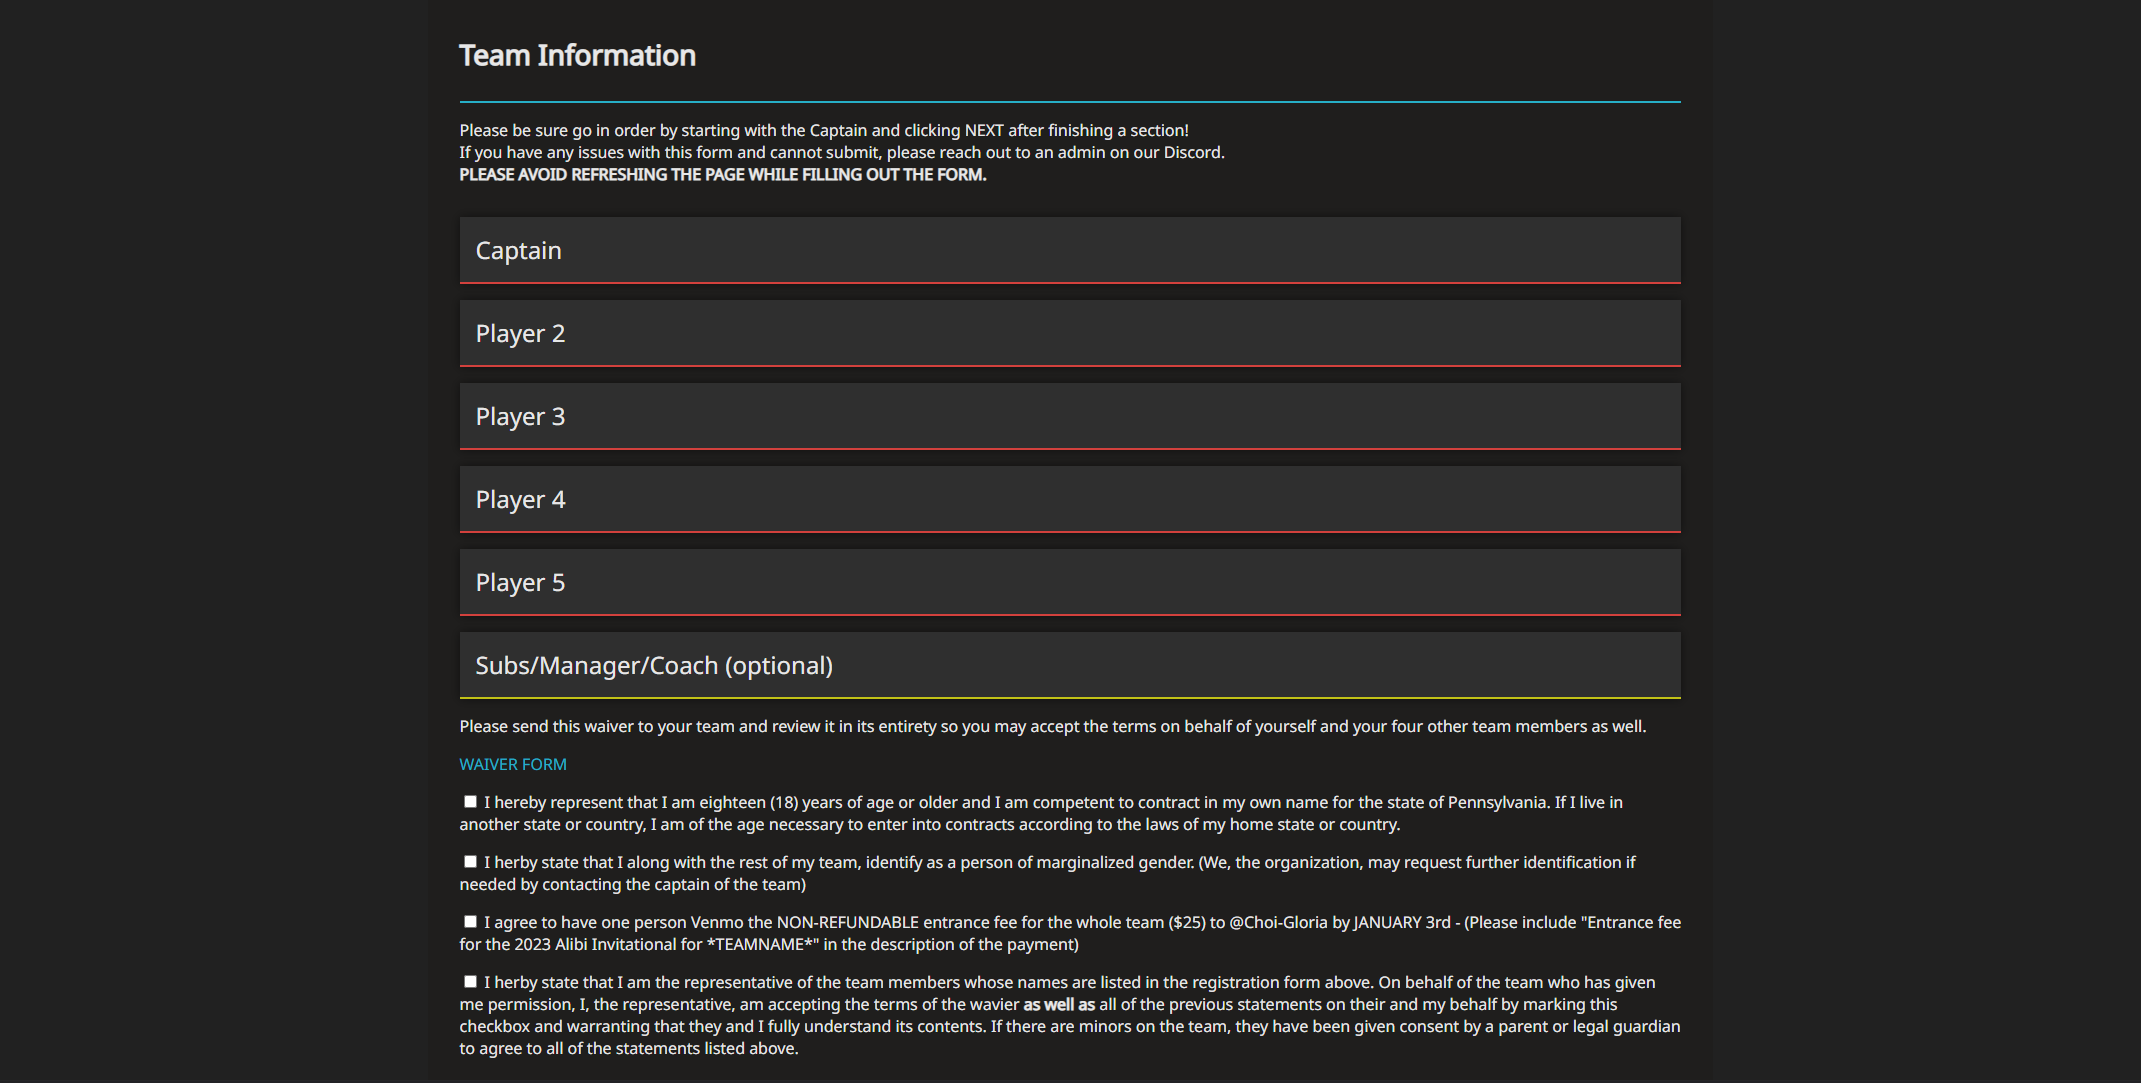 Team Information
Please be sure go in order by starting with the Captain and clicking NEXT after finishing a section!
If you have any issues with this form and cannot submit, please reach out to an admin on our Discord.
PLEASE AVOID REFRESHING THE PAGE WHILE FILLING OUT THE FORM.
Captain
Player 2
Player 3
Player 4
Player 5
Subs/Manager/Coach (optional)
Please send this waiver to your team and review it in its entirety so you may accept the terms on behalf of yourself and your four other team members as well.
WAIVER FORM
I hereby represent that I am eighteen (18) years of age or older and I am competent to contract in my own name for the state of Pennsylvania. If I live in
another state or country, I am of the age necessary to enter into contracts according to the laws of my home state or country.
I herby state that I along with the rest of my team, identify as a person of marginalized gender. (We, the organization, may request further identification if
needed by contacting the captain of the team)
I agree to have one person Venmo the NON-REFUNDABLE entrance fee for the whole team ($25) to @Choi-Gloria by JANUARY 3rd - (Please include "Entrance fee
for the 2023 Alibi Invitational for *TEAMNAME*" in the description of the payment)
I herby state that I am the representative of the team members whose names are listed in the registration form above. On behalf of the team who has given
me permission, I, the representative, am accepting the terms of the wavier as well as all of the previous statements on their and my behalf by marking this
checkbox and warranting that they and I fully understand its contents. If there are minors on the team, they have been given consent by a parent or legal guardian
to agree to all of the statements listed above.